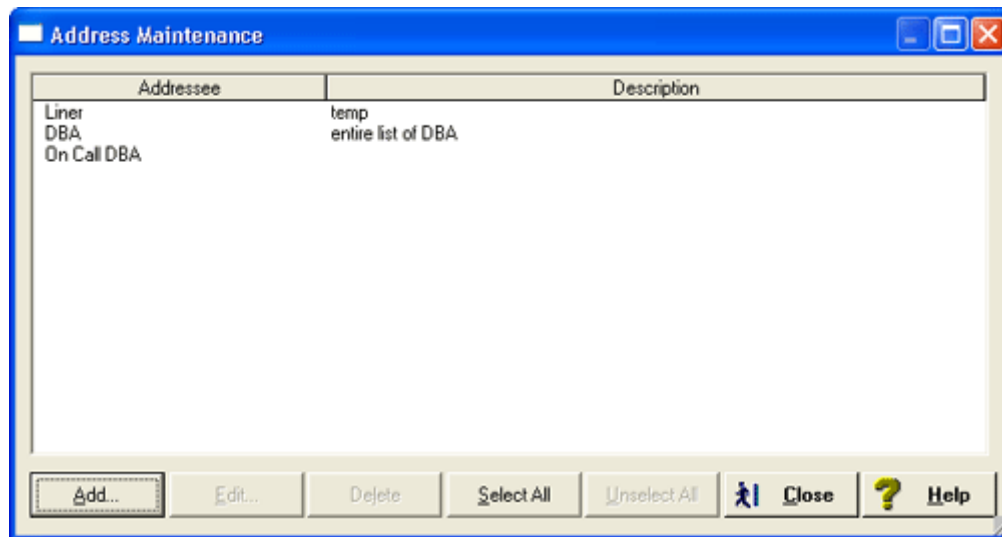 Address Maintenance
Addressee Description
Liner temp
DBA entire list of DBA
On Call DBA
Add... Edit... Delete Select All Unselect All Close Help